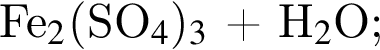 Fe₂(SO₄)₃ + H₂O;